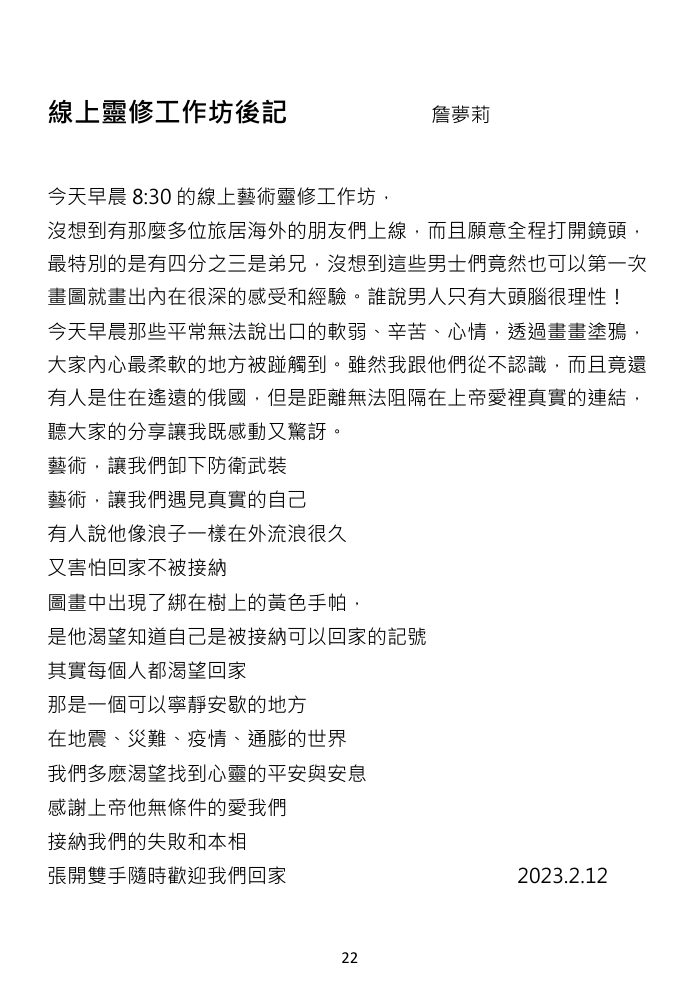 線上靈修工作坊後記 詹夢莉
今天早晨 8:30 的線上藝術靈修工作坊，
沒想到有那麼多位旅居海外的朋友們上線，而且願意全程打開鏡頭，
最特別的是有四分之三是弟兄，沒想到這些男士們竟然也可以第一次
畫圖就畫出內在很深的感受和經驗。誰說男人只有大頭腦很理性！
今天早晨那些平常無法說出口的軟弱、辛苦、心情，透過畫畫塗鴉，
大家內心最柔軟的地方被踫觸到。雖然我跟他們從不認識，而且竟還
有人是住在遙遠的俄國，但是距離無法阻隔在上帝愛裡真實的連結，
聽大家的分享讓我既感動又驚訝。
藝術，讓我們卸下防衛武裝
藝術，讓我們遇見真實的自己
有人說他像浪子一樣在外流浪很久
又害怕回家不被接納
圖畫中出現了綁在樹上的黃色手帕，
是他渴望知道自己是被接納可以回家的記號
其實每個人都渴望回家
那是一個可以寧靜安歇的地方
在地震、災難、疫情、通膨的世界
我們多麽渴望找到心靈的平安與安息
感謝上帝他無條件的愛我們
接納我們的失敗和本相
張開雙手隨時歡迎我們回家 2023.2.12
22